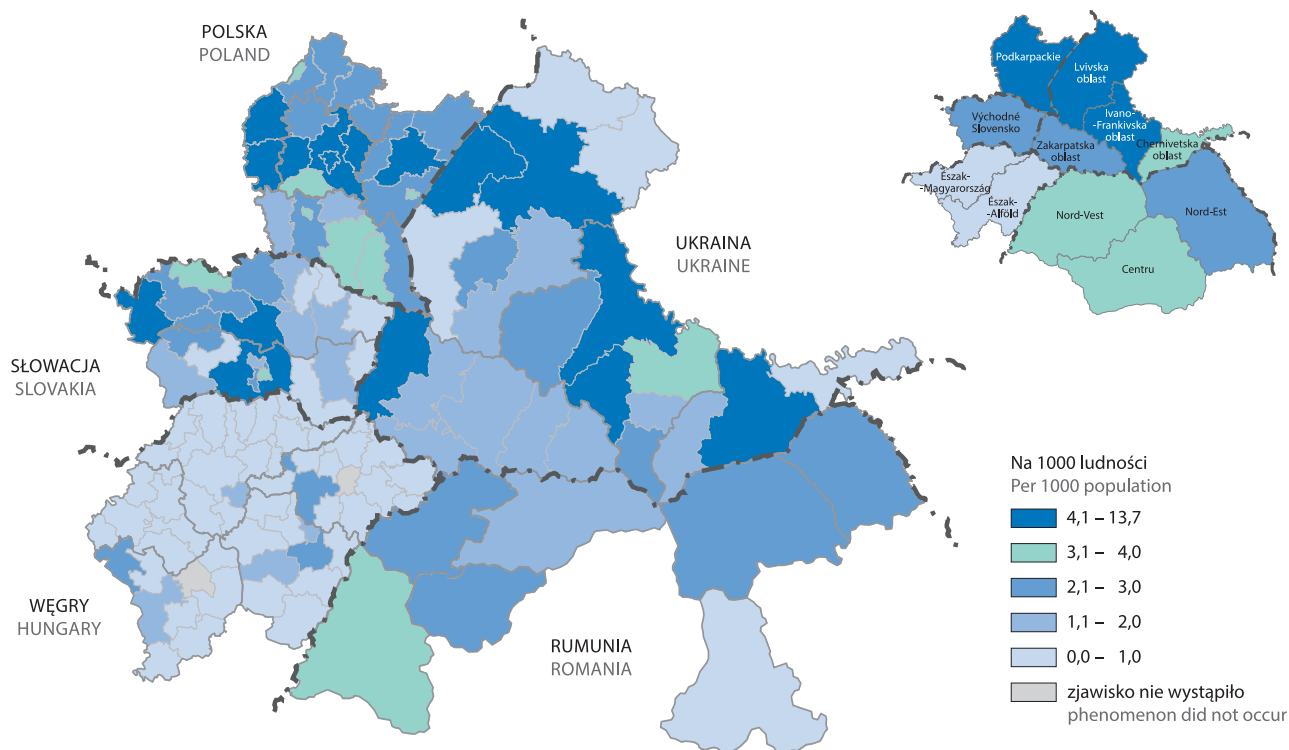 POLSKA
POLAND
UKRAINA
UKRAINE
SŁOWACJA
SLOVAKIA
WĘGRY
HUNGARY
RUMUNIA
ROMANIA
Podkarpackie
Lvivska
oblast
Ivano-
-Frankivska
oblast
Východné
Slovensko
Zakarpatska
oblast
Chernivetska
oblast
Észak-
-Magyarország
Észak-
-Alföld
Nord-Vest
Nord-Est
Centru
Na 1000 ludności
Per 1000 population
4,1 – 13,7
3,1 – 4,0
2,1 – 3,0
1,1 – 2,0
0,0 – 1,0
zjawisko nie wystąpiło
phenomenon did not occur